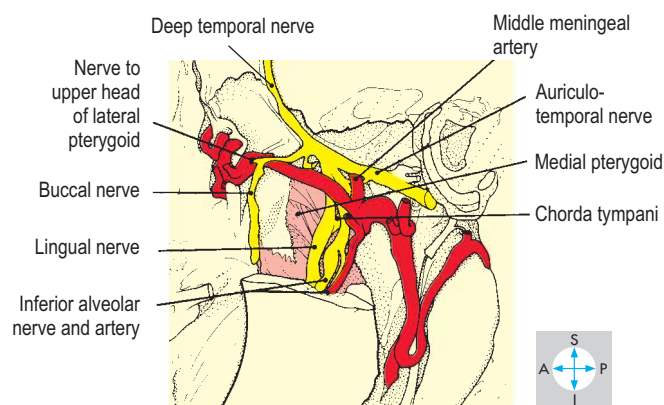 Deep temporal nerve
Nerve to
upper head
of lateral
pterygoid
Buccal nerve
Lingual nerve
Inferior alveolar
nerve and artery
Middle meningeal
artery
Auriculo-
temporal nerve
Medial pterygoid
Chorda tympani
S
A
P
I